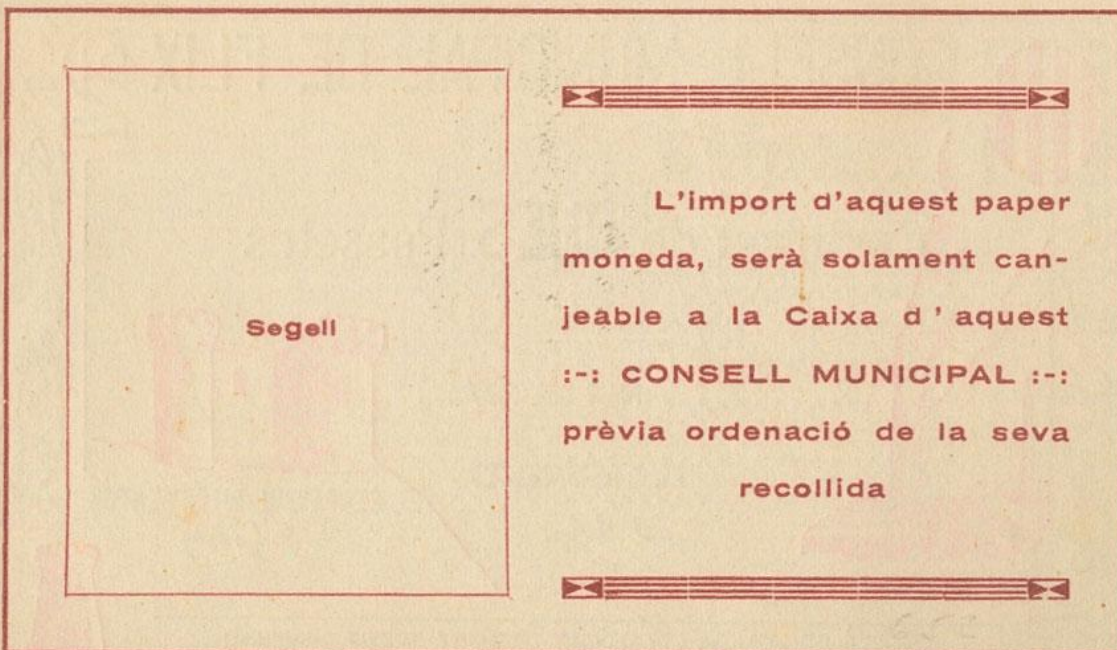 Segell
L'import d'aquest paper
moneda, serà solament can-
jeable a la Caixa d'aquest
:-: CONSELL MUNICIPAL :-:
prèvia ordenació de la seva
recollida